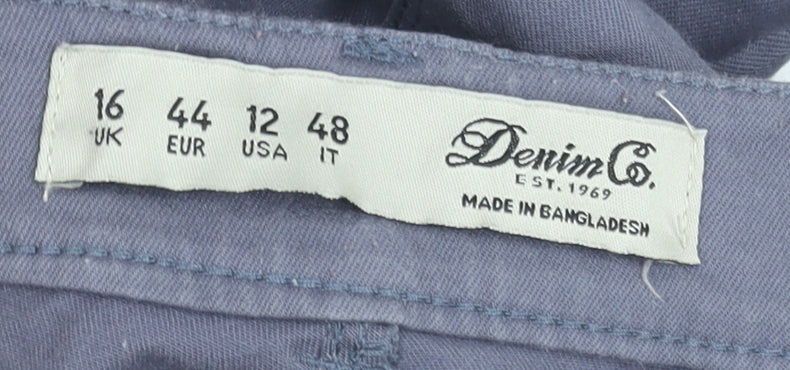 16 44 12 48
UK EUR USA IT
Denim Co.
EST. 1969
MADE IN BANGLADESH